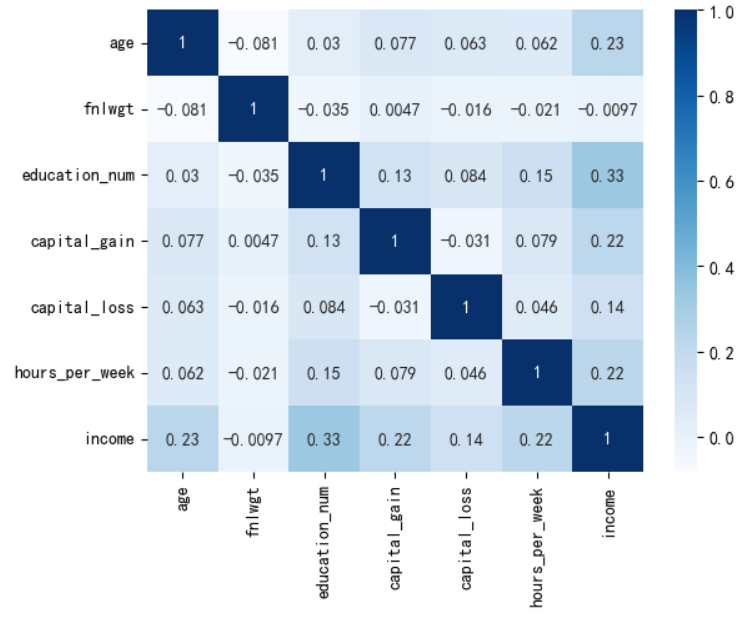 age 1 −0.081 0.03 0.077 0.063 0.062 0.23
fnlwgt −0.081 1 −0.035 0.0047 −0.016 −0.021 −0.0097
education_num 0.03 −0.035 1 0.13 0.084 0.15 0.33
capital_gain 0.077 0.0047 0.13 1 −0.031 0.079 0.22
capital_loss 0.063 −0.016 0.084 −0.031 1 0.046 0.14
hours_per_week 0.062 −0.021 0.15 0.079 0.046 1 0.22
income 0.23 −0.0097 0.33 0.22 0.14 0.22 1
age
fnlwgt
education_num
capital_gain
capital_loss
hours_per_week
income
1.0
0.8
0.6
0.4
0.2
0.0